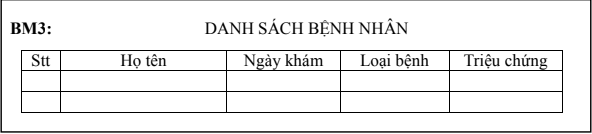 BM3: DANH SÁCH BỆNH NHÂN
Stt Họ tên Ngày khám Loại bệnh Triệu chứng